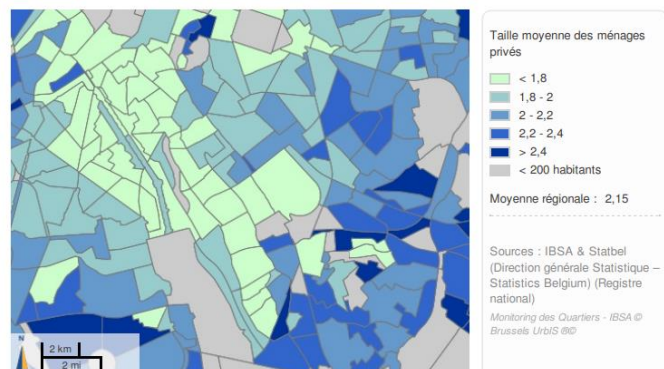 Taille moyenne des ménages
privés
< 1,8
1,8 - 2
2 - 2,2
2,2 - 2,4
> 2,4
< 200 habitants
Moyenne régionale : 2,15
Sources : IBSA & Statbel
(Direction générale Statistique –
Statistics Belgium) (Registre
national)
Monitoring des Quartiers - IBSA ©
Brussels UrbIS ®©
N
2 km
2 mi